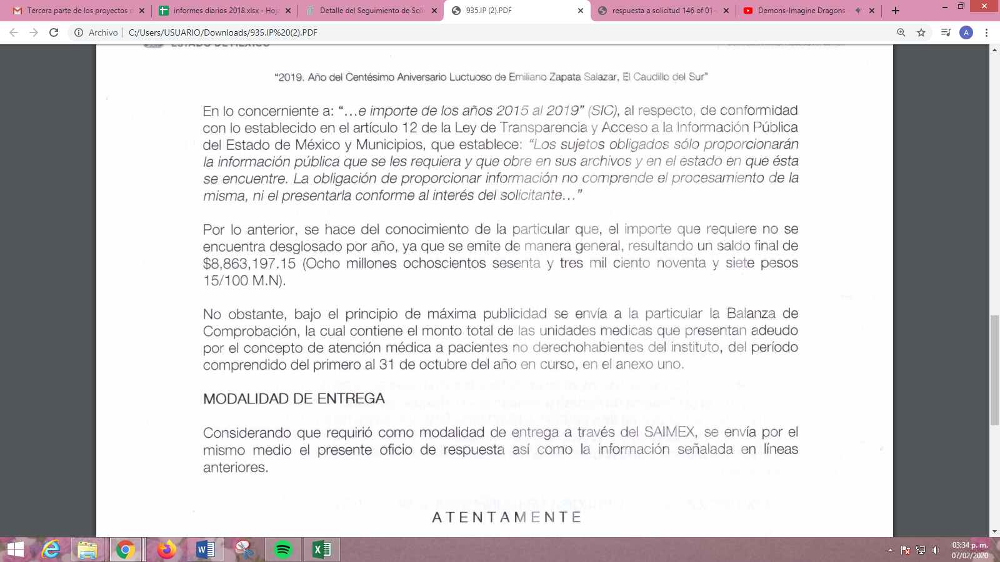 Tercera parte de los proyectos d
informes diarios 2018.xlsx - Hoja
Detalle del Seguimiento de Solic
935.IP (2).PDF
respuesta a solicitud 146 of 01-
Demons-Imagine Dragons -
Archivo
C:/Users/USUARIO/Downloads/935.IP%20(2).PDF
A
ESTADO DE MÉXICO
“2019. Año del Centésimo Aniversario Luctuoso de Emiliano Zapata Salazar, El Caudillo del Sur”
En lo concerniente a: “…e importe de los años 2015 al 2019” (SIC), al respecto, de conformidad
con lo establecido en el artículo 12 de la Ley de Transparencia y Acceso a la Información Pública
del Estado de México y Municipios, que establece: “Los sujetos obligados sólo proporcionarán
la información pública que se les requiera y que obre en sus archivos y en el estado en que ésta
se encuentre. La obligación de proporcionar información no comprende el procesamiento de la
misma, ni el presentarla conforme al interés del solicitante…”
Por lo anterior, se hace del conocimiento de la particular que, el importe que requiere no se
encuentra desglosado por año, ya que se emite de manera general, resultando un saldo final de
$8,863,197.15 (Ocho millones ochoscientos sesenta y tres mil ciento noventa y siete pesos
15/100 M.N).
No obstante, bajo el principio de máxima publicidad se envía a la particular la Balanza de
Comprobación, la cual contiene el monto total de las unidades medicas que presentan adeudo
por el concepto de atención médica a pacientes no derechohabientes del instituto, del período
comprendido del primero al 31 de octubre del año en curso, en el anexo uno.
MODALIDAD DE ENTREGA
Considerando que requirió como modalidad de entrega a través del SAIMEX, se envía por el
mismo medio el presente oficio de respuesta así como la información señalada en líneas
anteriores.
ATENTAMENTE
03:34 p. m.
07/02/2020